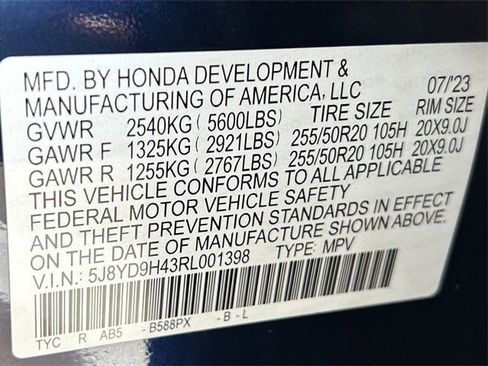 MFD. BY HONDA DEVELOPMENT & 07/'23
MANUFACTURING OF AMERICA, LLC
GVWR 2540KG ( 5600LBS) TIRE SIZE RIM SIZE
GAWR F 1325KG ( 2921LBS) 255/50R20 105H 20X9.0J
GAWR R 1255KG ( 2767LBS) 255/50R20 105H 20X9.0J
THIS VEHICLE CONFORMS TO ALL APPLICABLE
FEDERAL MOTOR VEHICLE SAFETY
AND THEFT PREVENTION STANDARDS IN EFFECT
ON THE DATE OF MANUFACTURE SHOWN ABOVE.
V.I.N.: 5J8YD9H43RL001398 TYPE: MPV
TYC R AB5 - B588PX - B - L